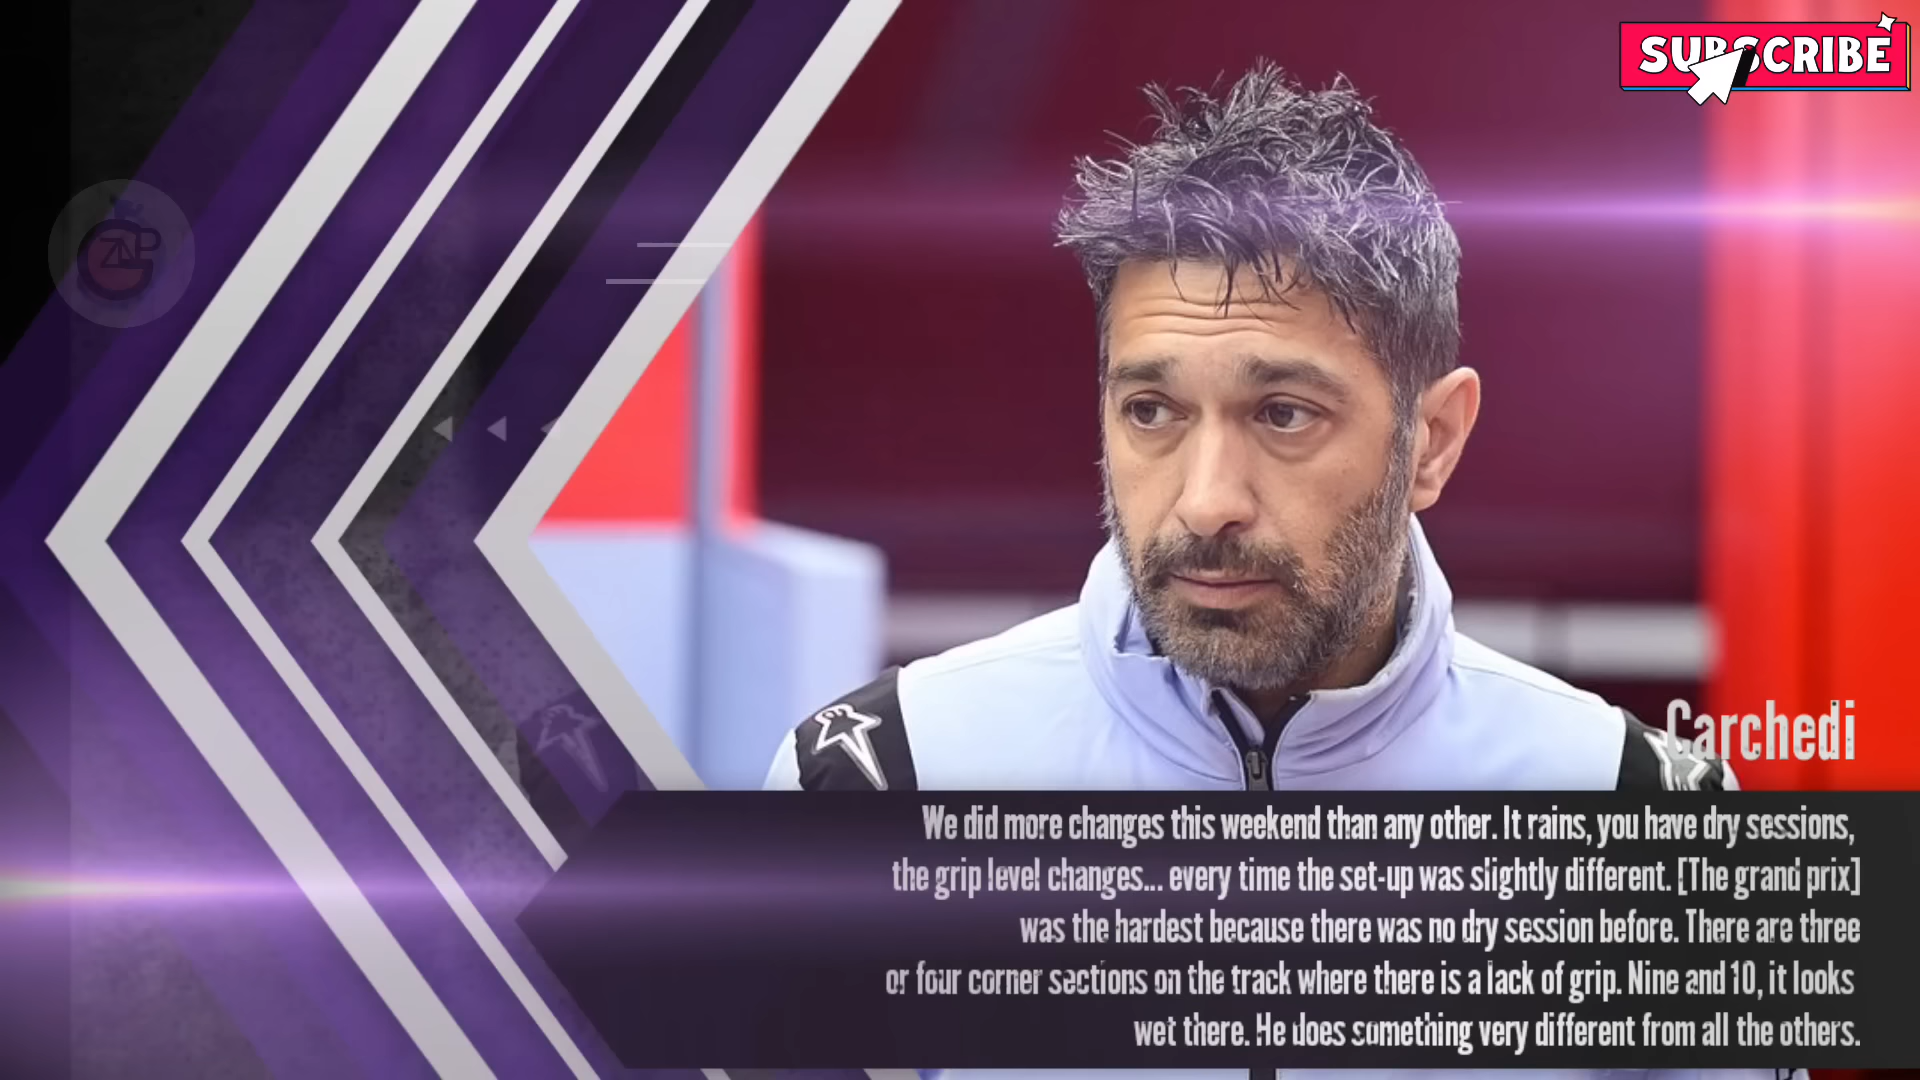 SUBSCRIBE
ZAP
Carchedi
We did more changes this weekend than any other. It rains, you have dry sessions,
the grip level changes... every time the set-up was slightly different. [The grand prix]
was the hardest because there was no dry session before. There are three
or four corner sections on the track where there is a lack of grip. Nine and 10, it looks
wet there. He does something very different from all the others.